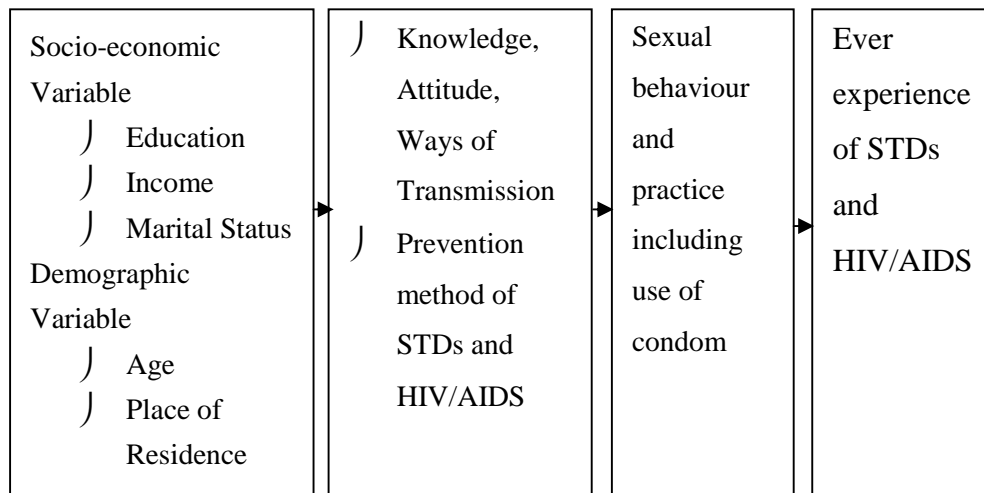 Socio-economic
Variable
⌡ Education
⌡ Income
⌡ Marital Status
Demographic
Variable
⌡ Age
⌡ Place of
Residence
⌡ Knowledge,
Attitude,
Ways of
Transmission
⌡ Prevention
method of
STDs and
HIV/AIDS
Sexual
behaviour
and
practice
including
use of
condom
Ever
experience
of STDs
and
HIV/AIDS